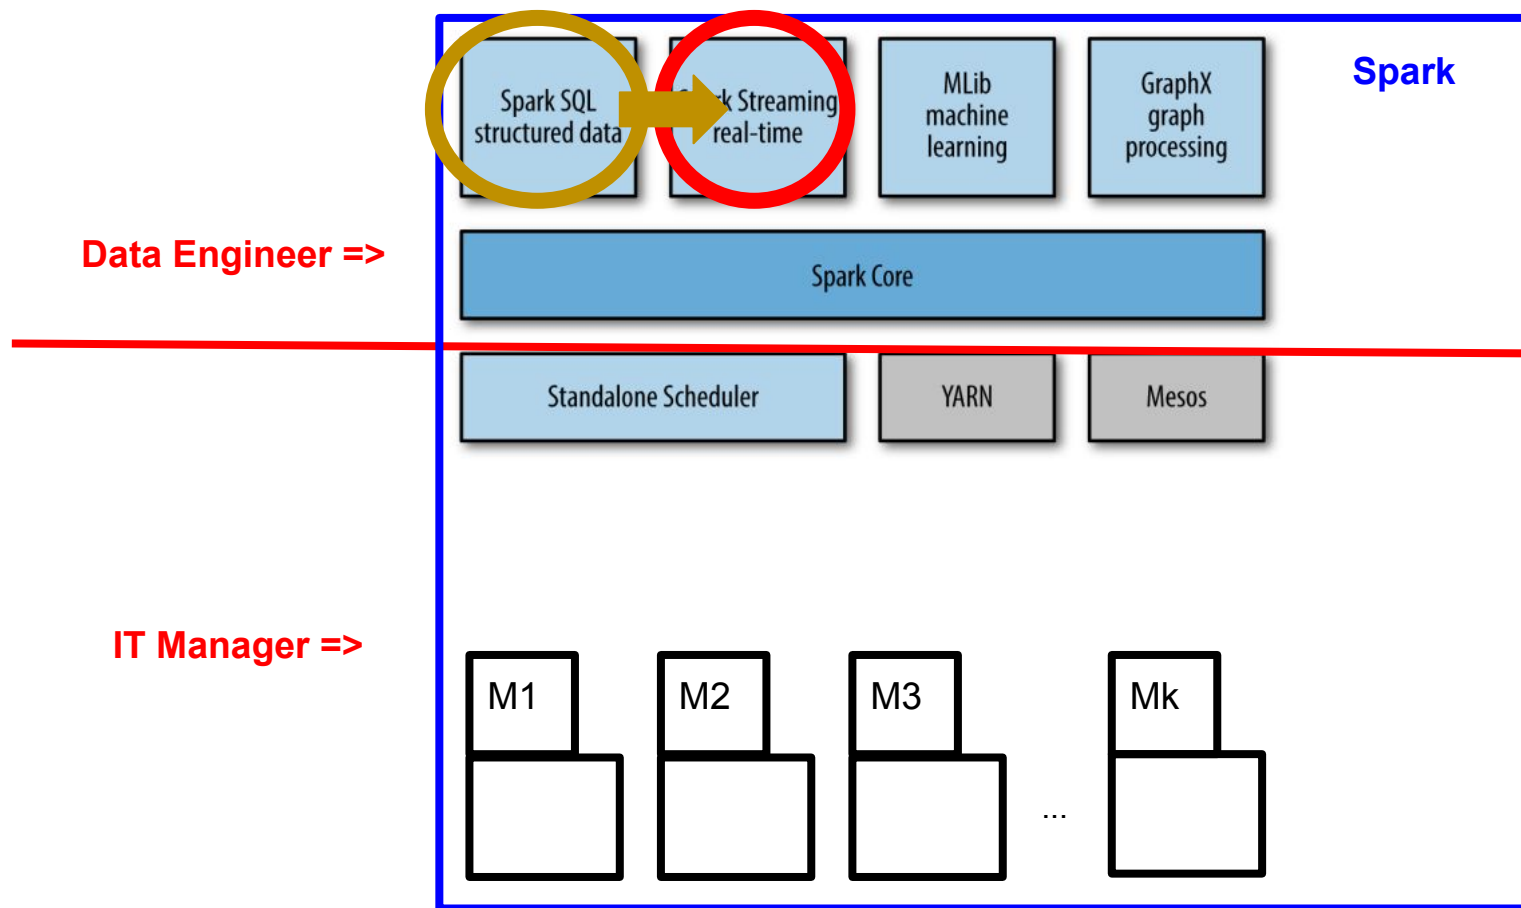 Spark
Spark SQL
structured data
k Streaming
real-time
MLib
machine
learning
GraphX
graph
processing
Data Engineer =>
Spark Core
Standalone Scheduler
YARN
Mesos
IT Manager =>
M1
M2
M3
Mk
...